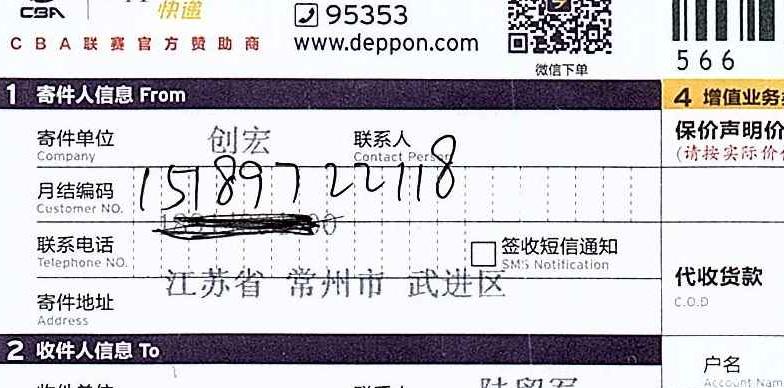 CBA 快递
CBA联赛官方赞助商
95353
www.deppon.com
微信下单
566
1 寄件人信息 From
4 增值业务
寄件单位 创宏 联系人
Company Contact Person
保价声明价
(请按实际价
月结编码 15189722118
Customer NO.
联系电话
Telephone NO.
签收短信通知
SMS Notification
代收货款
C.O.D
江苏省 常州市 武进区
寄件地址
Address
2 收件人信息 To
户名
Account Nam